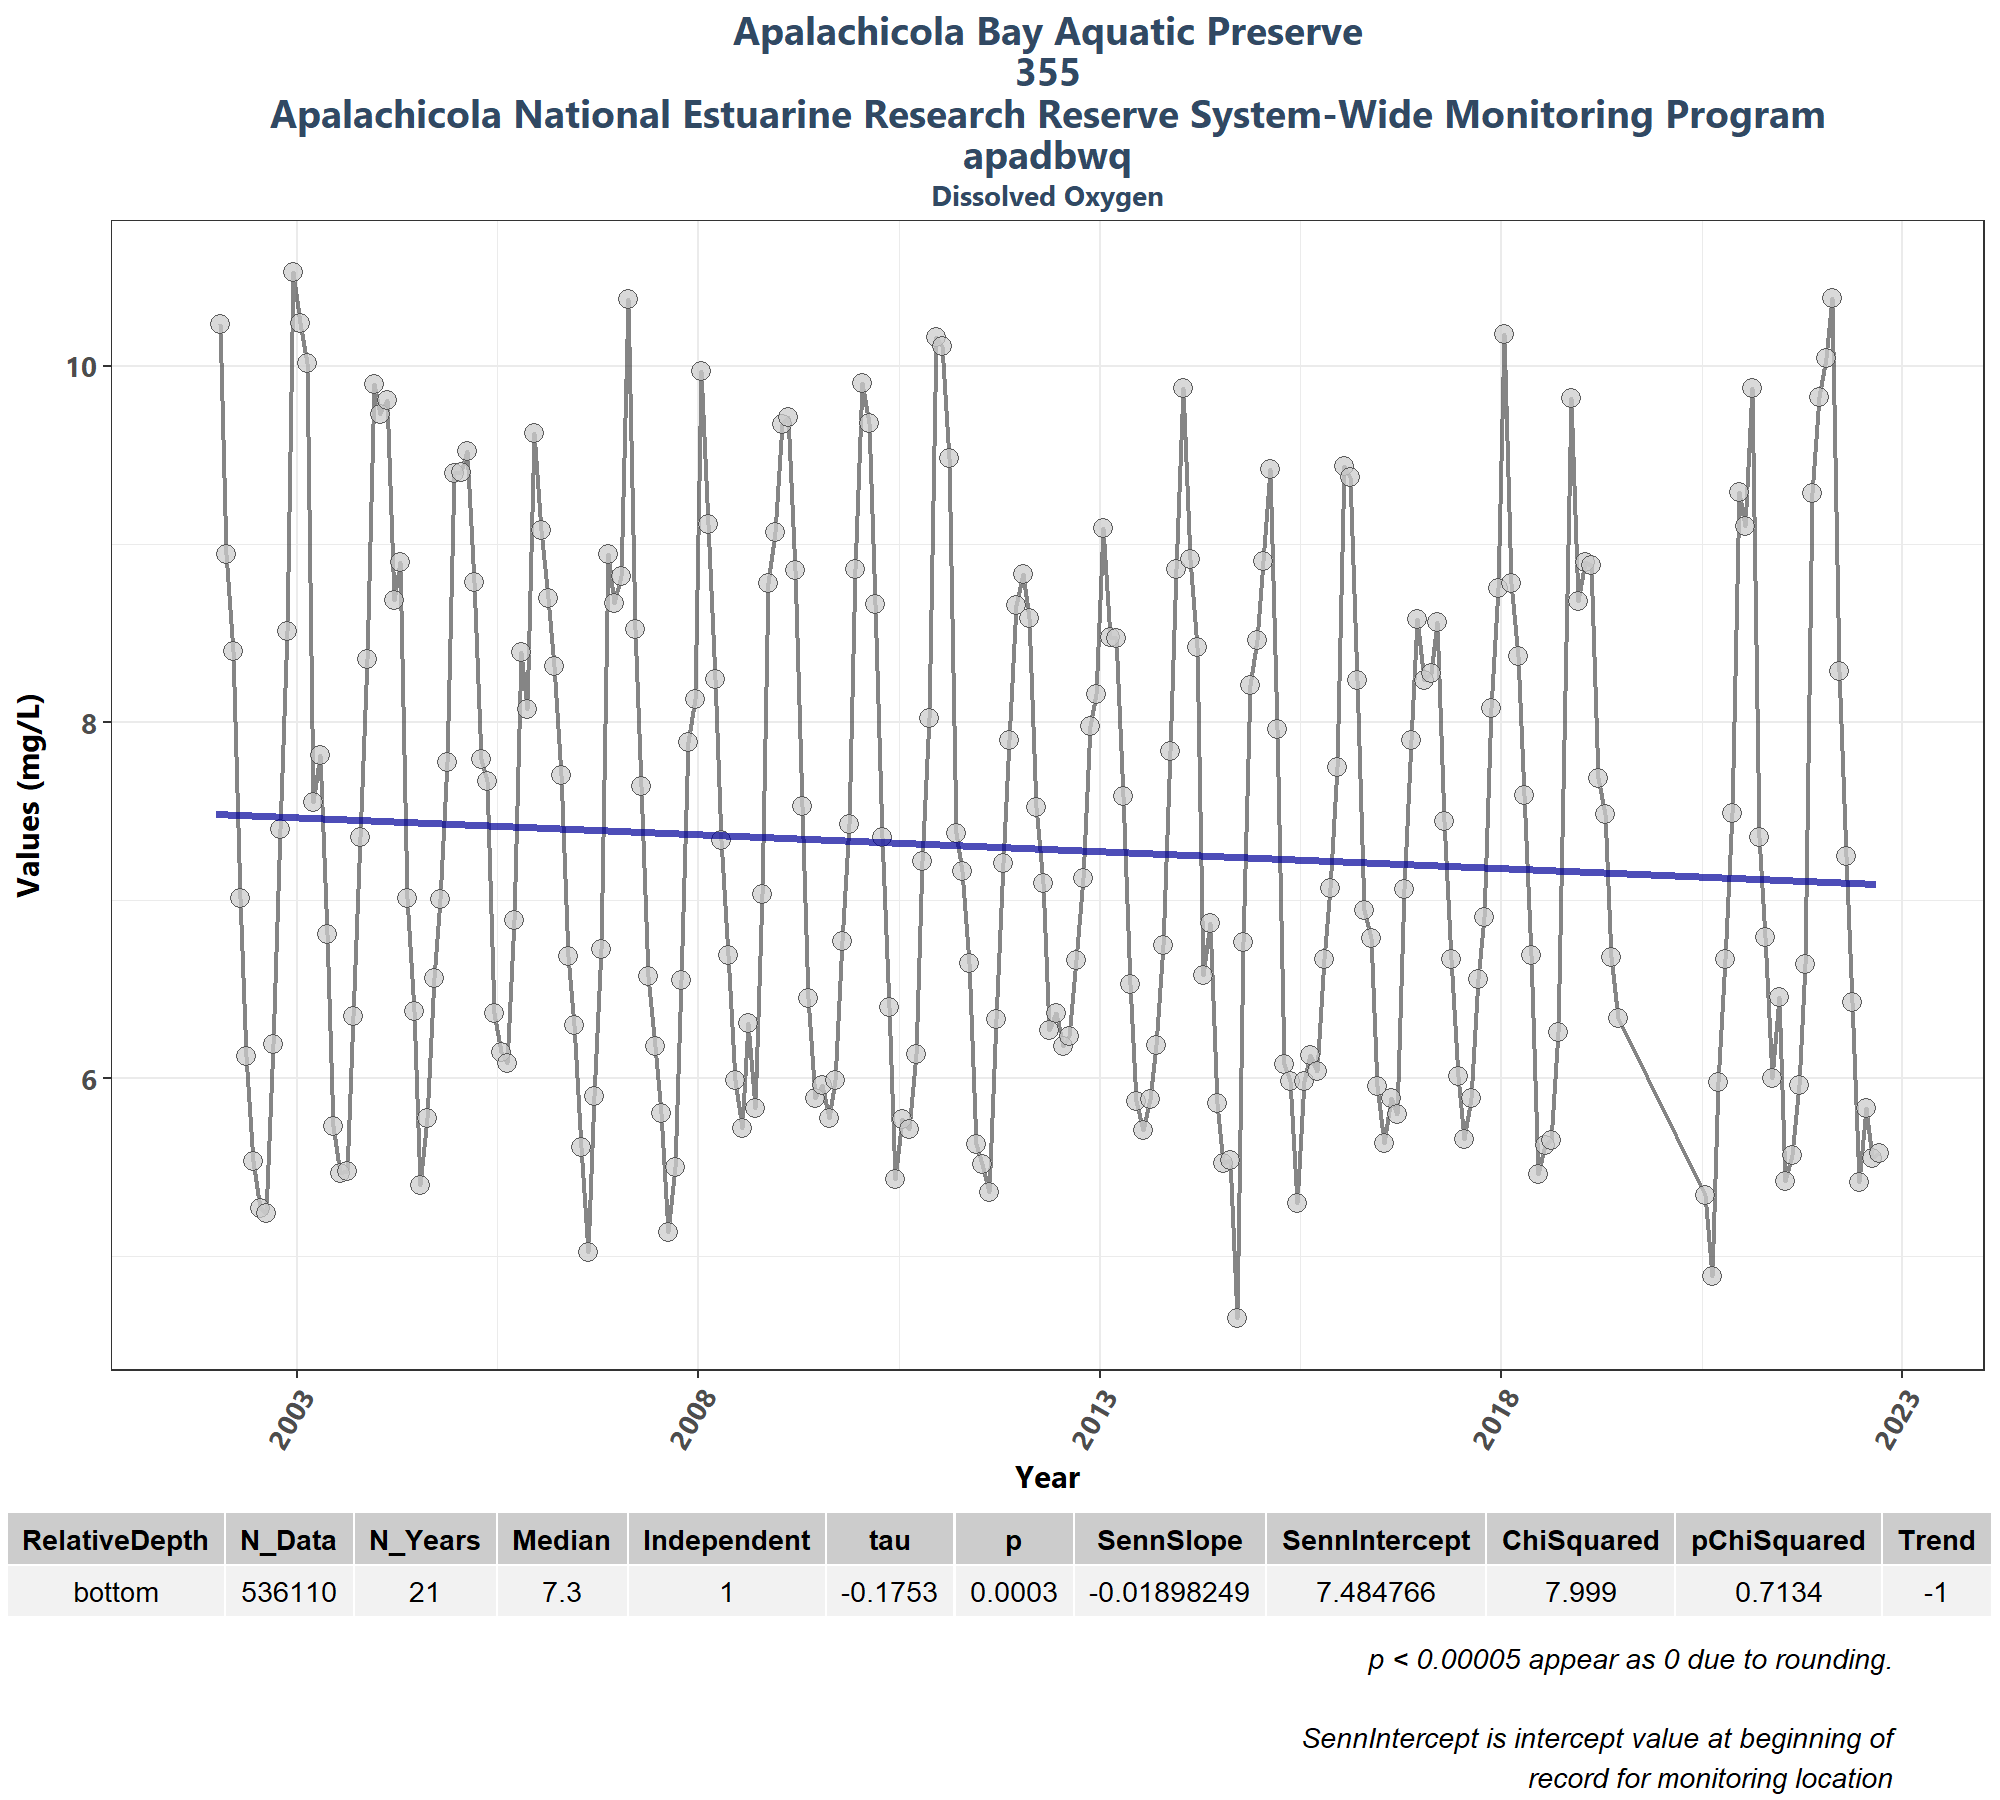 Apalachicola Bay Aquatic Preserve
355
Apalachicola National Estuarine Research Reserve System-Wide Monitoring Program
apadbwq
Dissolved Oxygen
Values (mg/L)
10
8
6
2003 2008 2013 2018 2023
Year
RelativeDepth N_Data N_Years Median Independent tau p SennSlope SennIntercept ChiSquared pChiSquared Trend
bottom 536110 21 7.3 1 -0.1753 0.0003 -0.01898249 7.484766 7.999 0.7134 -1
p < 0.00005 appear as 0 due to rounding.
SennIntercept is intercept value at beginning of
record for monitoring location